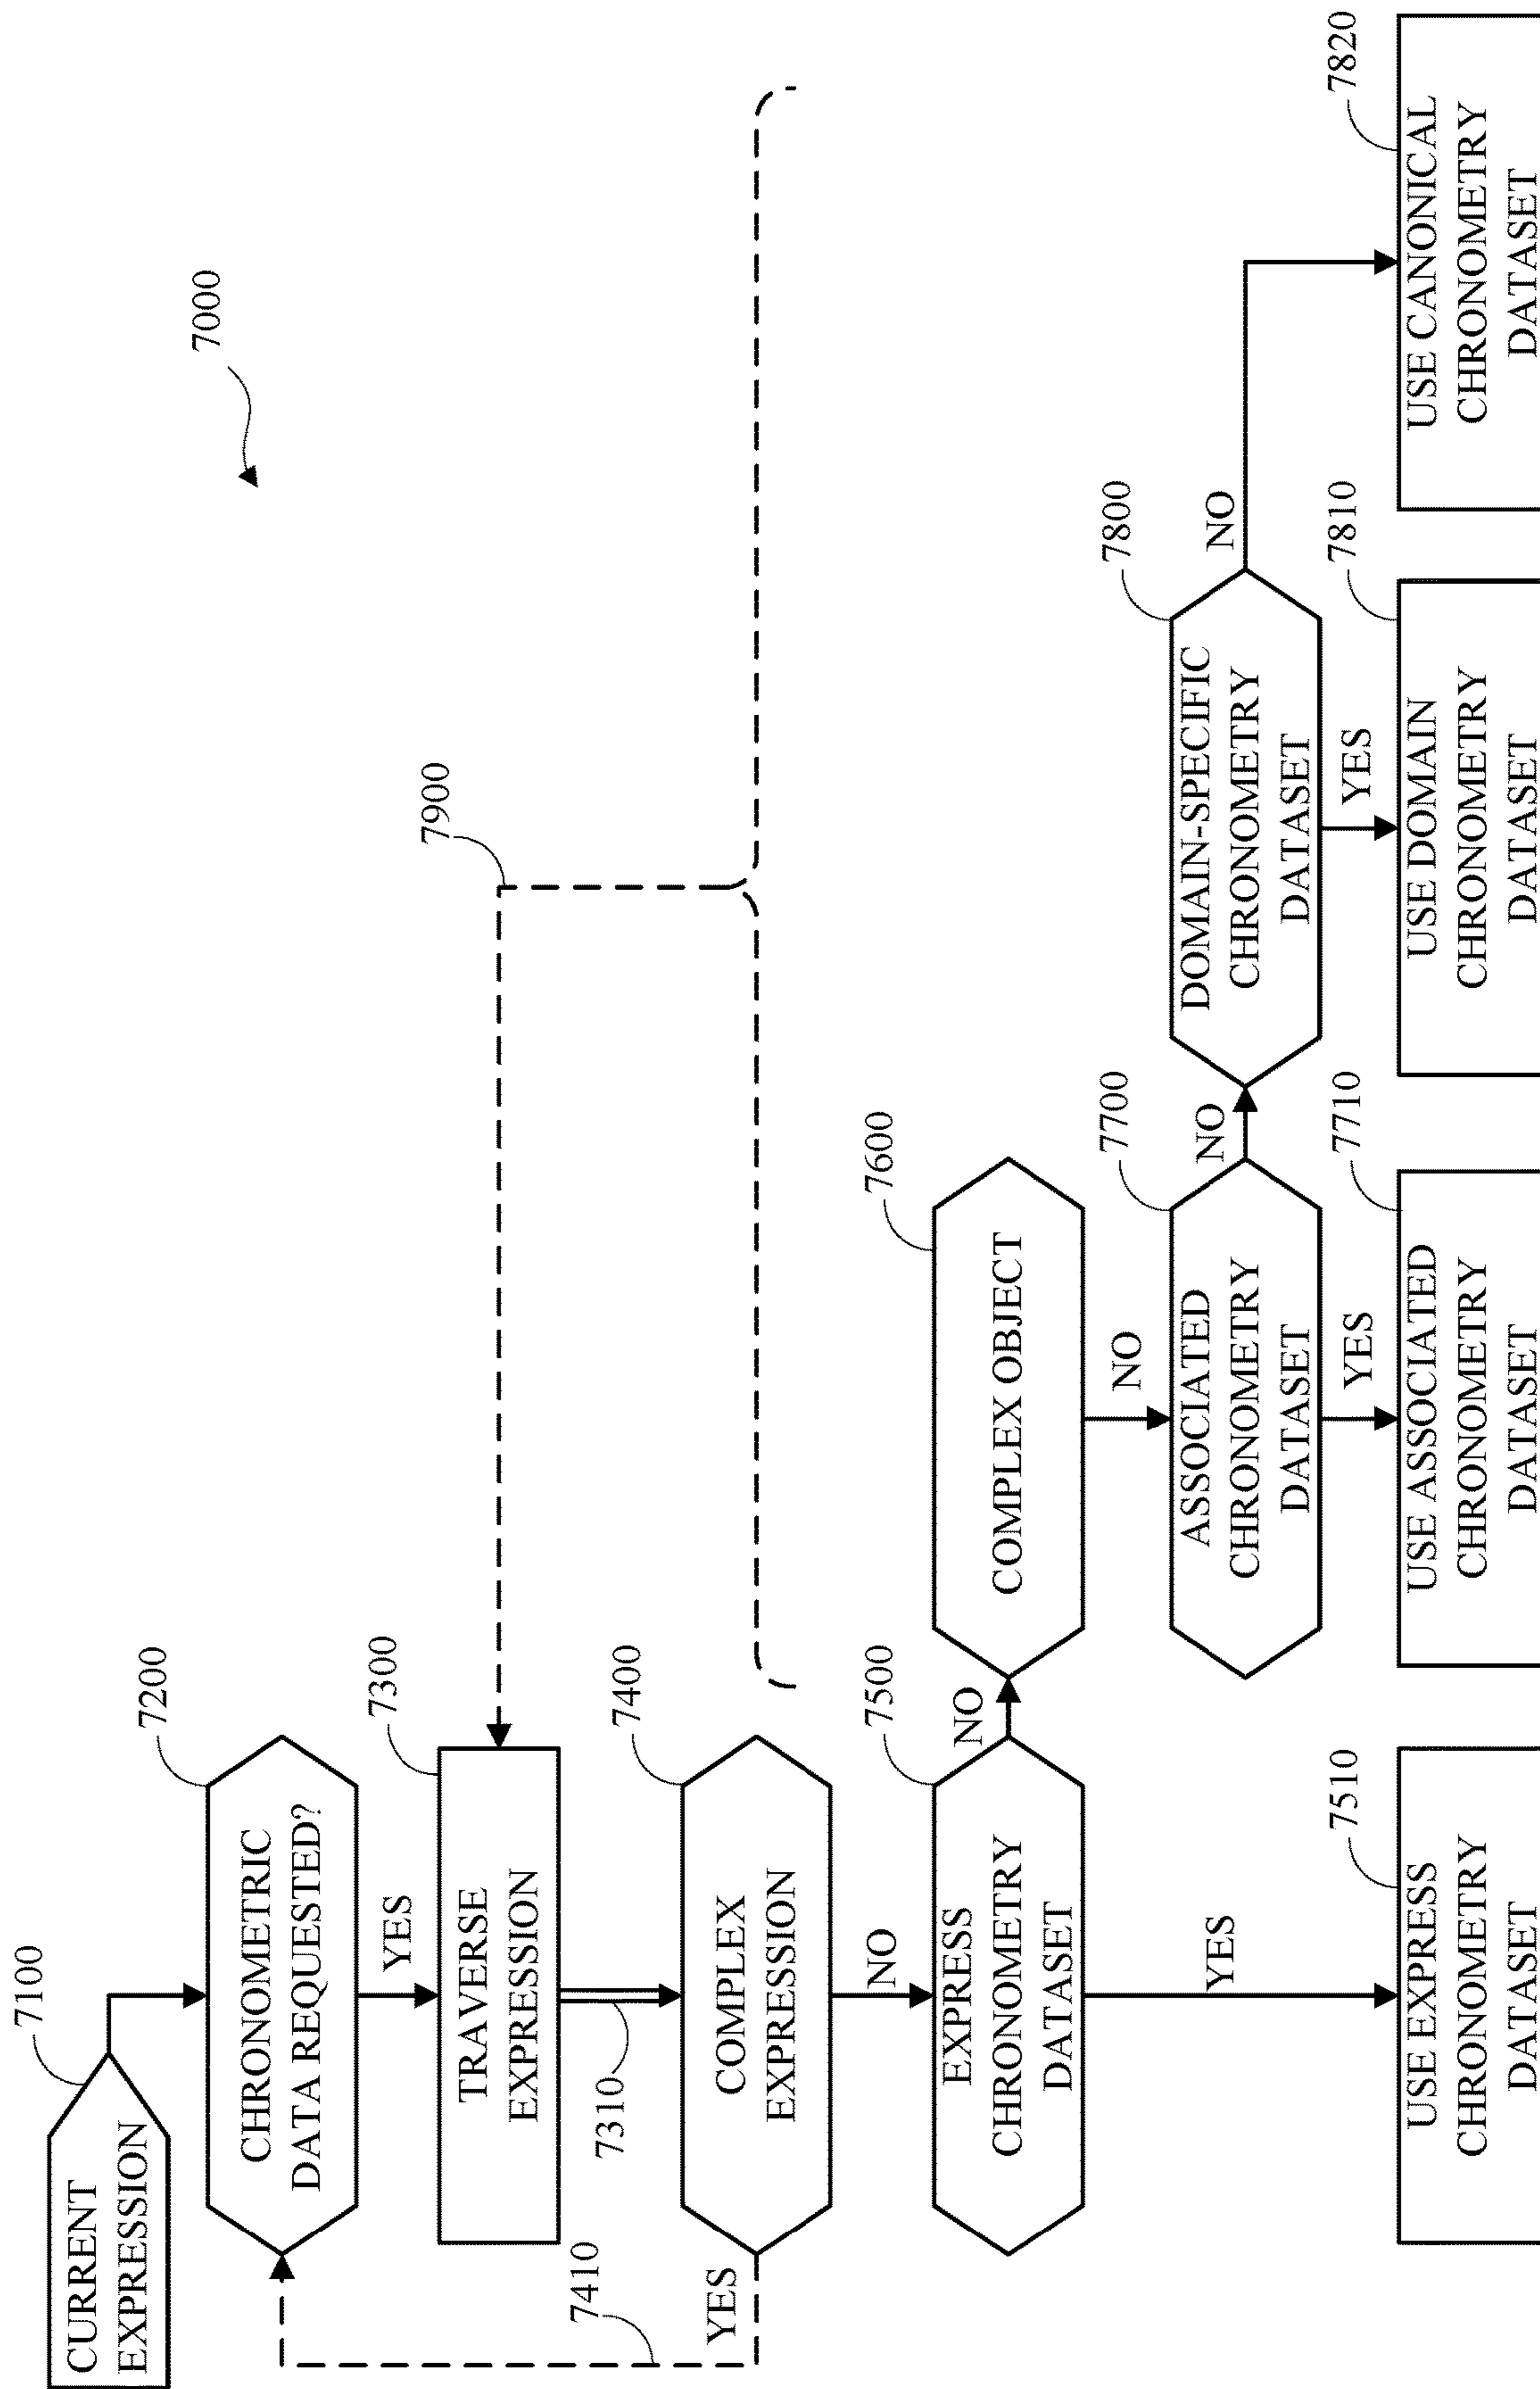 7000
7100
CURRENT
EXPRESSION
7200
CHRONOMETRIC
DATA REQUESTED?
YES
7300
TRAVERSE
EXPRESSION
7900
7310
7400
COMPLEX
EXPRESSION
YES
7410
NO
7500
EXPRESS
CHRONOMETRY
DATASET
NO
7600
COMPLEX OBJECT
NO
7700
ASSOCIATED
CHRONOMETRY
DATASET
NO
7800
DOMAIN-SPECIFIC
CHRONOMETRY
DATASET
NO
YES
YES
YES
7510
USE EXPRESS
CHRONOMETRY
DATASET
7710
USE ASSOCIATED
CHRONOMETRY
DATASET
7810
USE DOMAIN
CHRONOMETRY
DATASET
7820
USE CANONICAL
CHRONOMETRY
DATASET